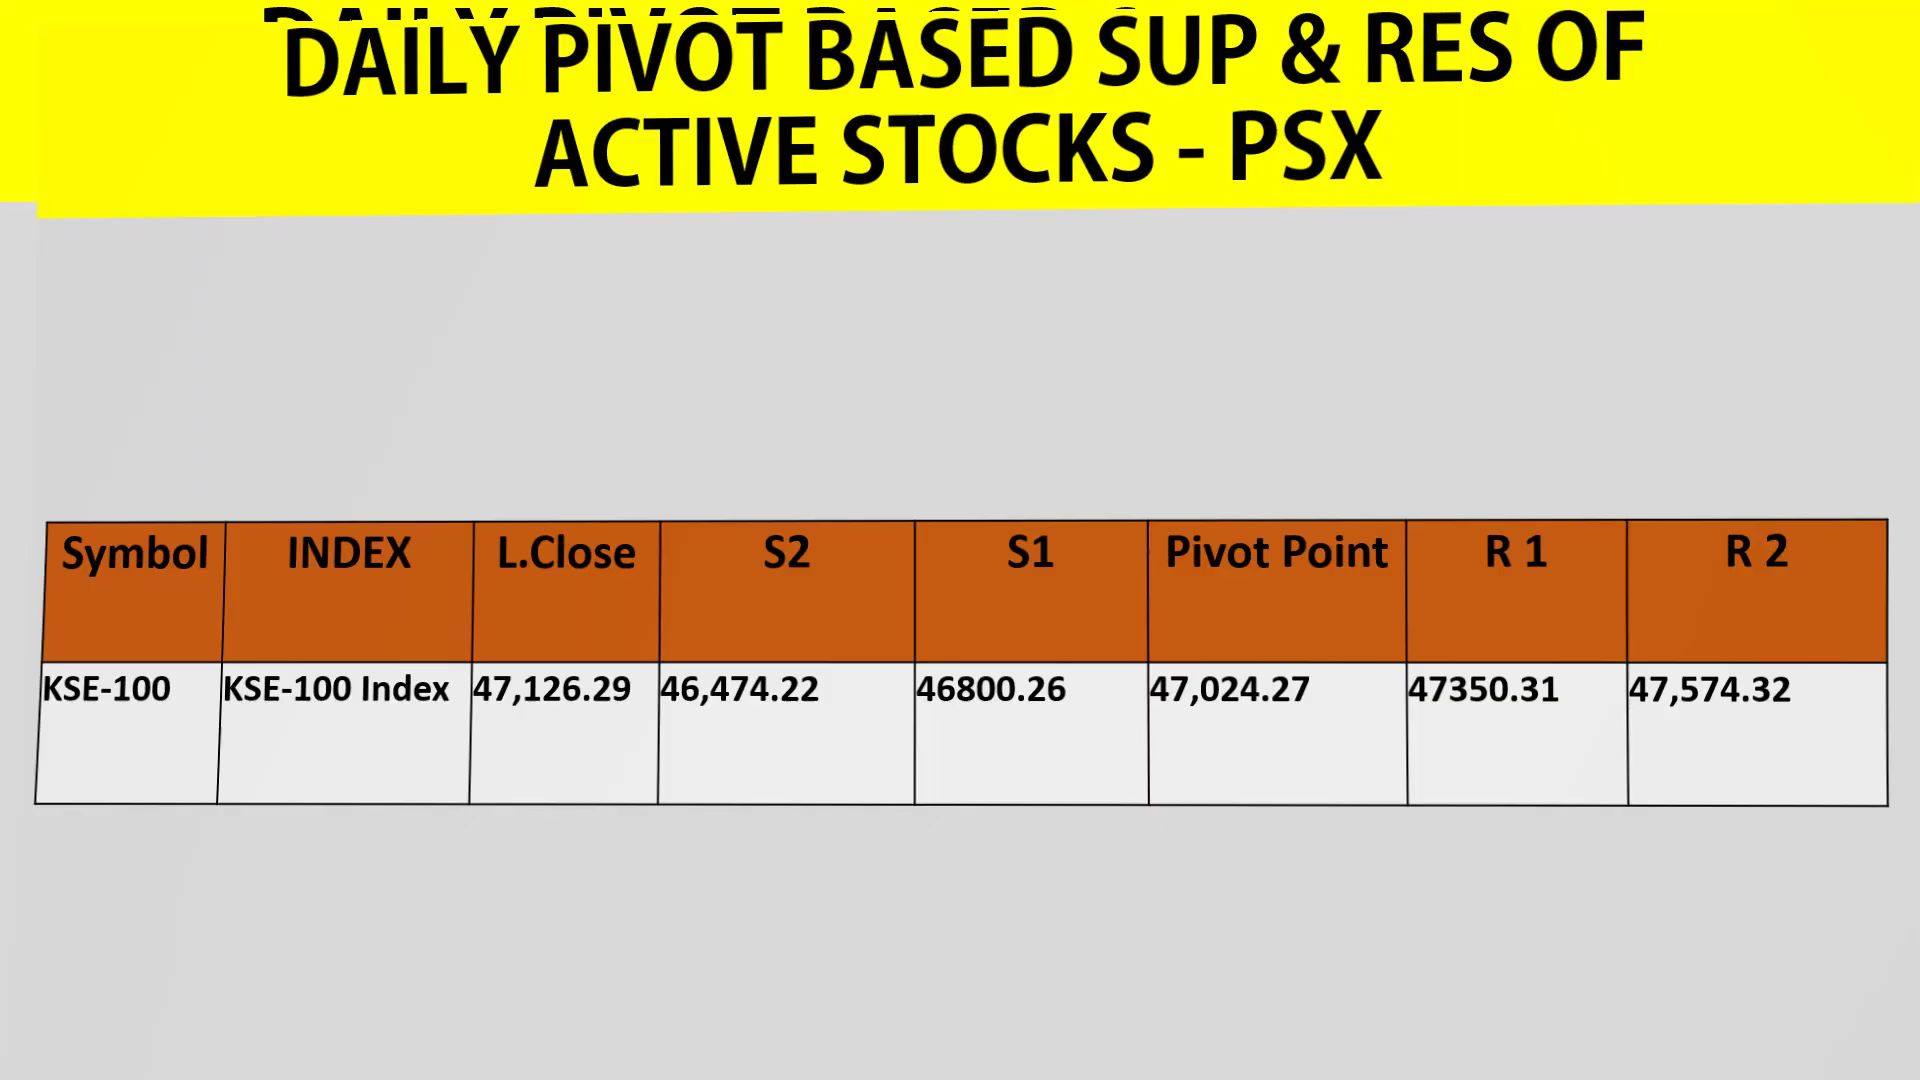 DAILY PIVOT BASED SUP & RES OF
ACTIVE STOCKS - PSX
Symbol INDEX L.Close S2 S1 Pivot Point R 1 R 2
KSE-100 KSE-100 Index 47,126.29 46,474.22 46800.26 47,024.27 47350.31 47,574.32